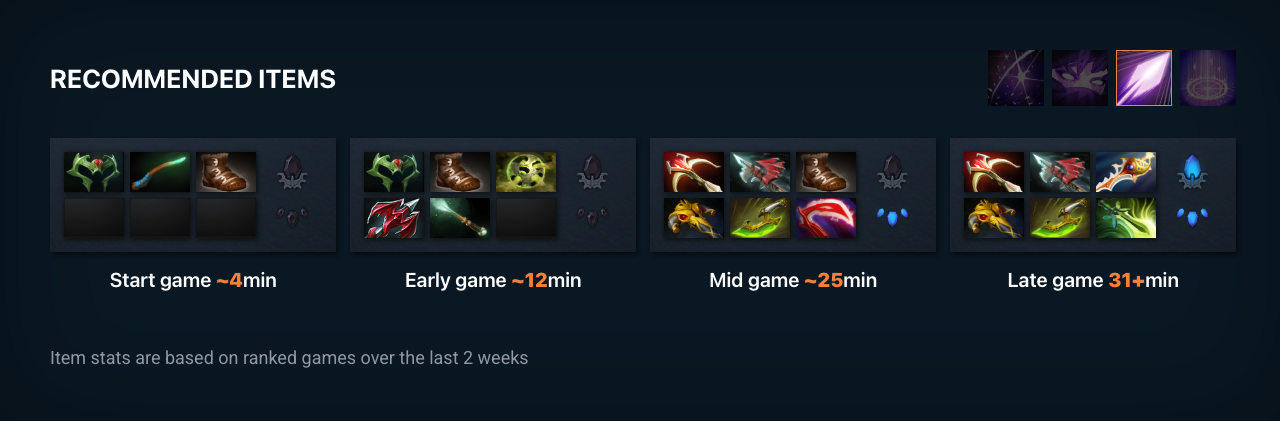 RECOMMENDED ITEMS
Start game ~4min
Early game ~12min
Mid game ~25min
Late game 31+min
Item stats are based on ranked games over the last 2 weeks